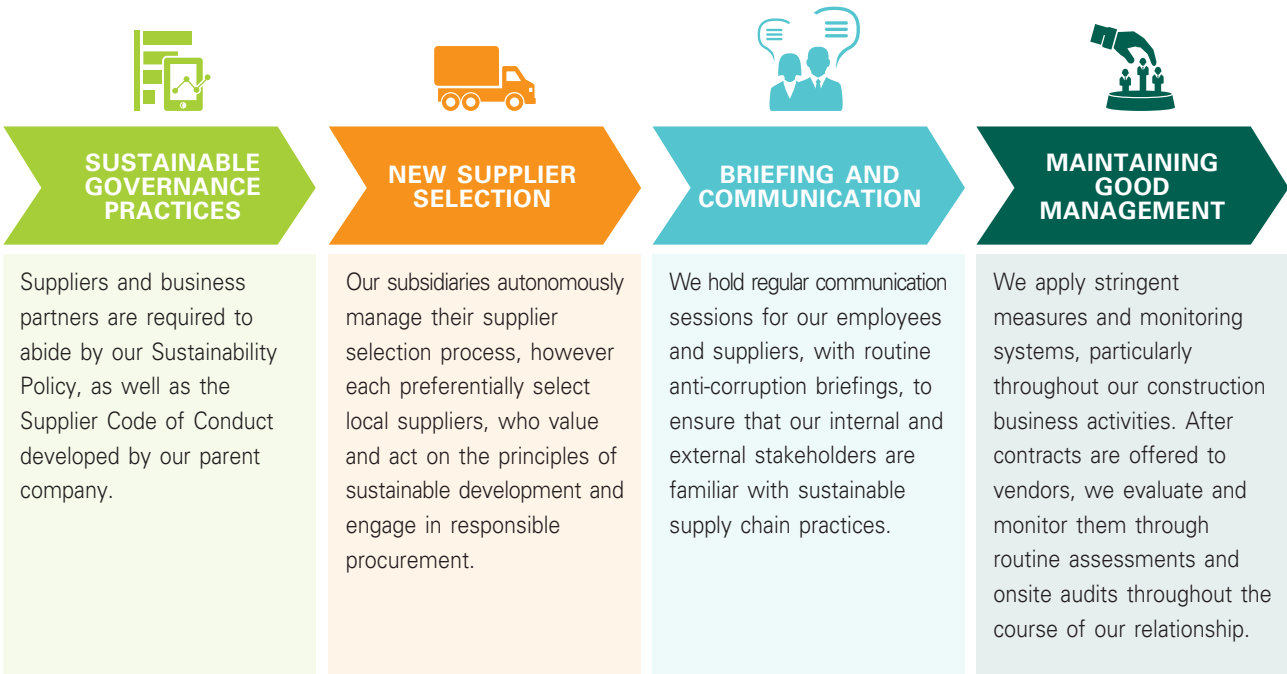 SUSTAINABLE
GOVERNANCE
PRACTICES
Suppliers and business
partners are required to
abide by our Sustainability
Policy, as well as the
Supplier Code of Conduct
developed by our parent
company.
NEW SUPPLIER
SELECTION
Our subsidiaries autonomously
manage their supplier
selection process, however
each preferentially select
local suppliers, who value
and act on the principles of
sustainable development and
engage in responsible
procurement.
BRIEFING AND
COMMUNICATION
We hold regular communication
sessions for our employees
and suppliers, with routine
anti-corruption briefings, to
ensure that our internal and
external stakeholders are
familiar with sustainable
supply chain practices.
MAINTAINING
GOOD
MANAGEMENT
We apply stringent
measures and monitoring
systems, particularly
throughout our construction
business activities. After
contracts are offered to
vendors, we evaluate and
monitor them through
routine assessments and
onsite audits throughout the
course of our relationship.